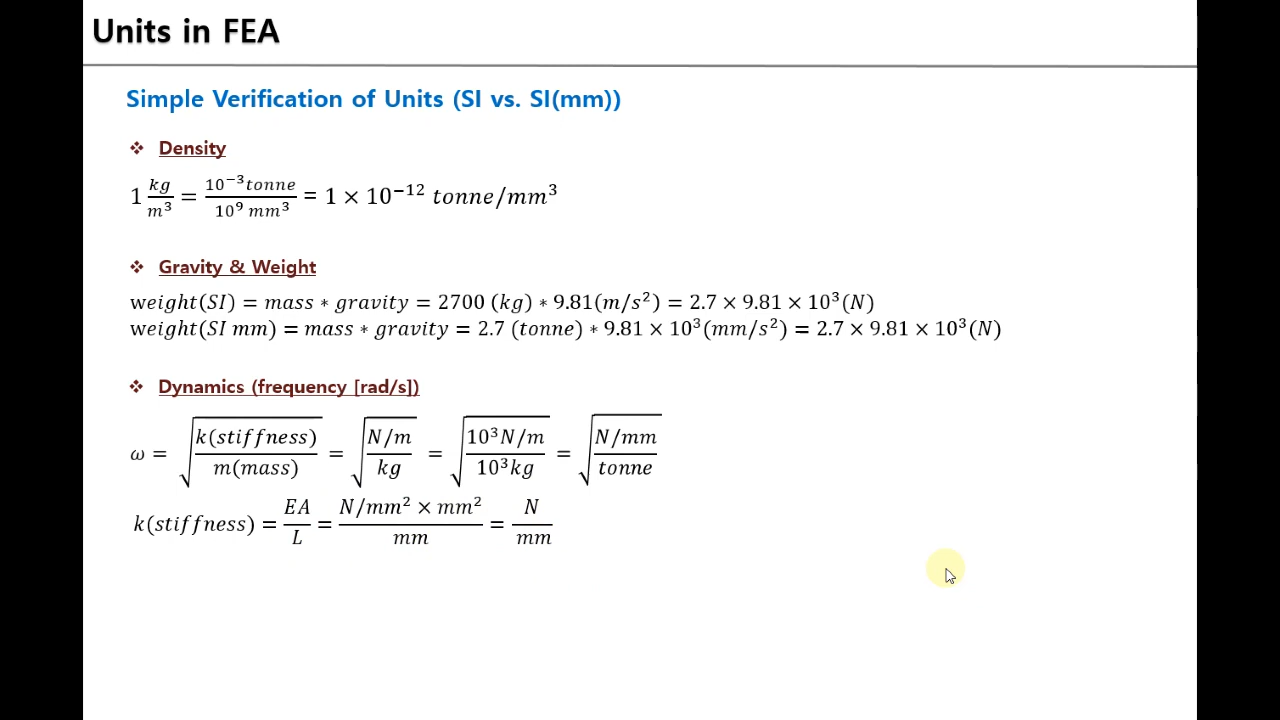 Units in FEA
Simple Verification of Units (SI vs. SI(mm))
❖ Density
1 kg/m³ = 10⁻³tonne/10⁹ mm³ = 1 × 10⁻¹² tonne/mm³
❖ Gravity & Weight
weight(SI) = mass ∗ gravity = 2700 (kg) ∗ 9.81(m/s²) = 2.7 × 9.81 × 10³(N)
weight(SI mm) = mass ∗ gravity = 2.7 (tonne) ∗ 9.81 × 10³(mm/s²) = 2.7 × 9.81 × 10³(N)
❖ Dynamics (frequency [rad/s])
ω = √(k(stiffness)/m(mass)) = √(N/m/kg) = √(10³N/m/10³kg) = √(N/mm/tonne)
k(stiffness) = EA/L = N/mm² × mm²/mm = N/mm